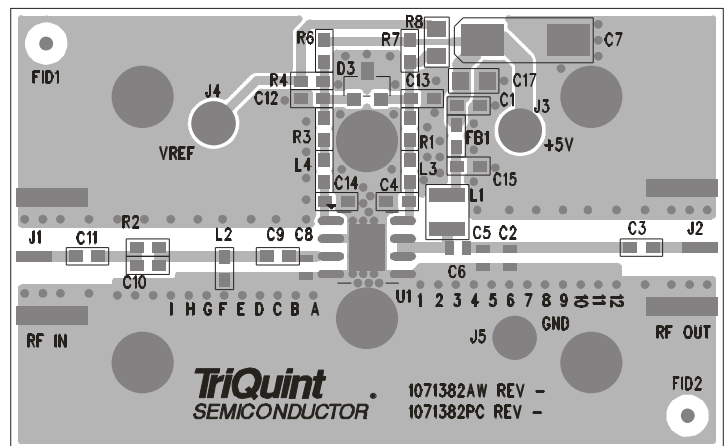 R6
R7
R8
C7
FID1
D3
J4
R4
C13
C17
C12
C1
J3
VREF
R3
R1
FB1
+5V
L4
L3
C15
C14
C4
L1
J1
C11
R2
L2
C9
C8
C5
C2
C3
J2
C10
C6
U1
I H G F E D C B A
1 2 3 4 5 6 7 8 9 10 11 12
GND
RF IN
J5
RF OUT
FID2
TriQuint
SEMICONDUCTOR
1071382AW REV -
1071382PC REV -